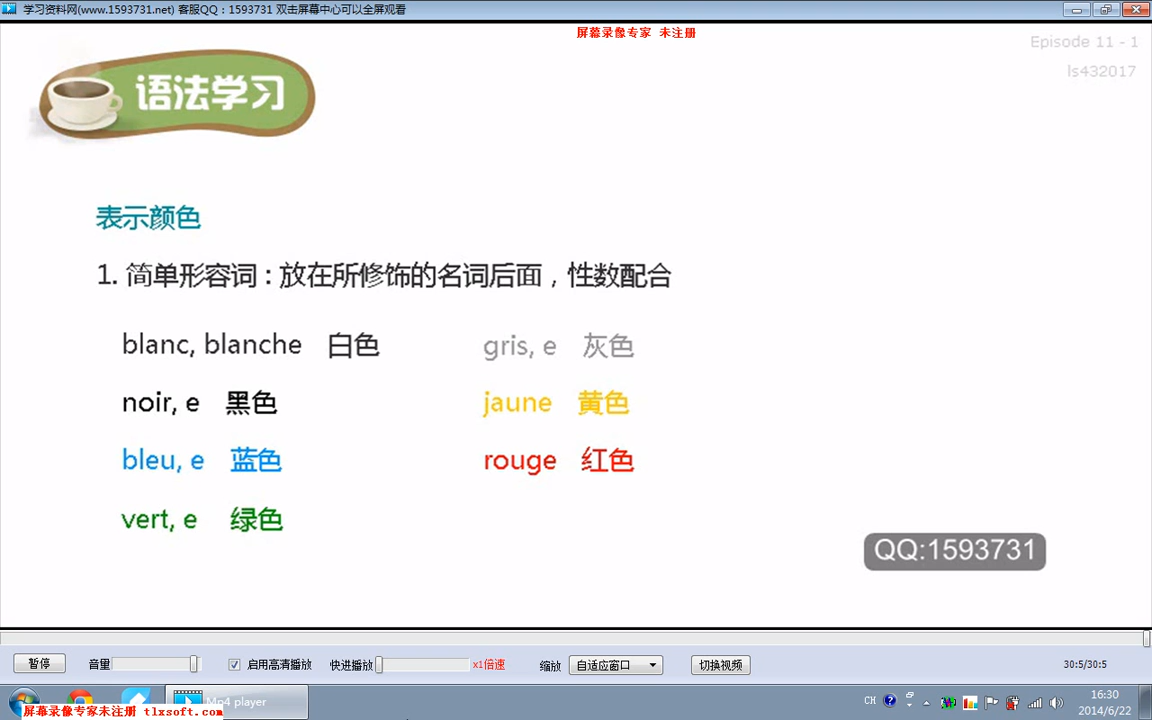 学习资料网(www.1593731.net) 客服QQ：1593731 双击屏幕中心可以全屏观看
屏幕录像专家 未注册
Episode 11 - 1
ls432017
语法学习
表示颜色
1. 简单形容词：放在所修饰的名词后面，性数配合
blanc, blanche 白色 gris, e 灰色
noir, e 黑色 jaune 黄色
bleu, e 蓝色 rouge 红色
vert, e 绿色
QQ:1593731
暂停 音量 启用高清播放 快进播放 x1倍速 缩放 自适应窗口 切换视频 30:5/30:5
Mp4 player CH 16:30
屏幕录像专家未注册 tlxsoft.com 2014/6/22